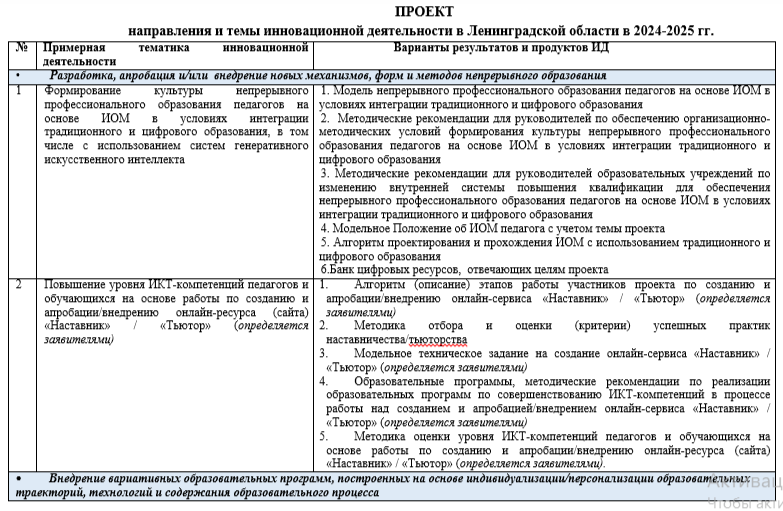 ПРОЕКТ
направления и темы инновационной деятельности в Ленинградской области в 2024-2025 гг.
№
Примерная тематика инновационной
деятельности
Варианты результатов и продуктов ИД
• Разработка, апробация и/или внедрение новых механизмов, форм и методов непрерывного образования
1
Формирование культуры непрерывного
профессионального образования педагогов на
основе ИОМ в условиях интеграции
традиционного и цифрового образования, в том
числе с использованием систем генеративного
искусственного интеллекта
1. Модель непрерывного профессионального образования педагогов на основе ИОМ в
условиях интеграции традиционного и цифрового образования
2. Методические рекомендации для руководителей по обеспечению организационно-
методических условий формирования культуры непрерывного профессионального
образования педагогов на основе ИОМ в условиях интеграции традиционного и
цифрового образования
3. Методические рекомендации для руководителей образовательных учреждений по
изменению внутренней системы повышения квалификации для обеспечения
непрерывного профессионального образования педагогов на основе ИОМ в условиях
интеграции традиционного и цифрового образования
4. Модельное Положение об ИОМ педагога с учетом темы проекта
5. Алгоритм проектирования и прохождения ИОМ с использованием традиционного и
цифрового образования
6.Банк цифровых ресурсов, отвечающих целям проекта
2
Повышение уровня ИКТ-компетенций педагогов и
обучающихся на основе работы по созданию и
апробации/внедрению онлайн-ресурса (сайта)
«Наставник» / «Тьютор» (определяется
заявителями)
1. Алгоритм (описание) этапов работы участников проекта по созданию и
апробации/внедрению онлайн-сервиса «Наставник» / «Тьютор» (определяется
заявителями)
2. Методика отбора и оценки (критерии) успешных практик
наставничества/тьюторства
3. Модельное техническое задание на создание онлайн-сервиса «Наставник» /
«Тьютор» (определяется заявителями)
4. Образовательные программы, методические рекомендации по реализации
образовательных программ по совершенствованию ИКТ-компетенций в процессе
работы над созданием и апробацией/внедрением онлайн-сервиса «Наставник» /
«Тьютор» (определяется заявителями)
5. Методика оценки уровня ИКТ-компетенций педагогов и обучающихся на
основе работы по созданию и апробации/внедрению онлайн-ресурса (сайта)
«Наставник» / «Тьютор» (определяется заявителями).
• Внедрение вариативных образовательных программ, построенных на основе индивидуализации/персонализации образовательных
траекторий, технологий и содержания образовательного процесса